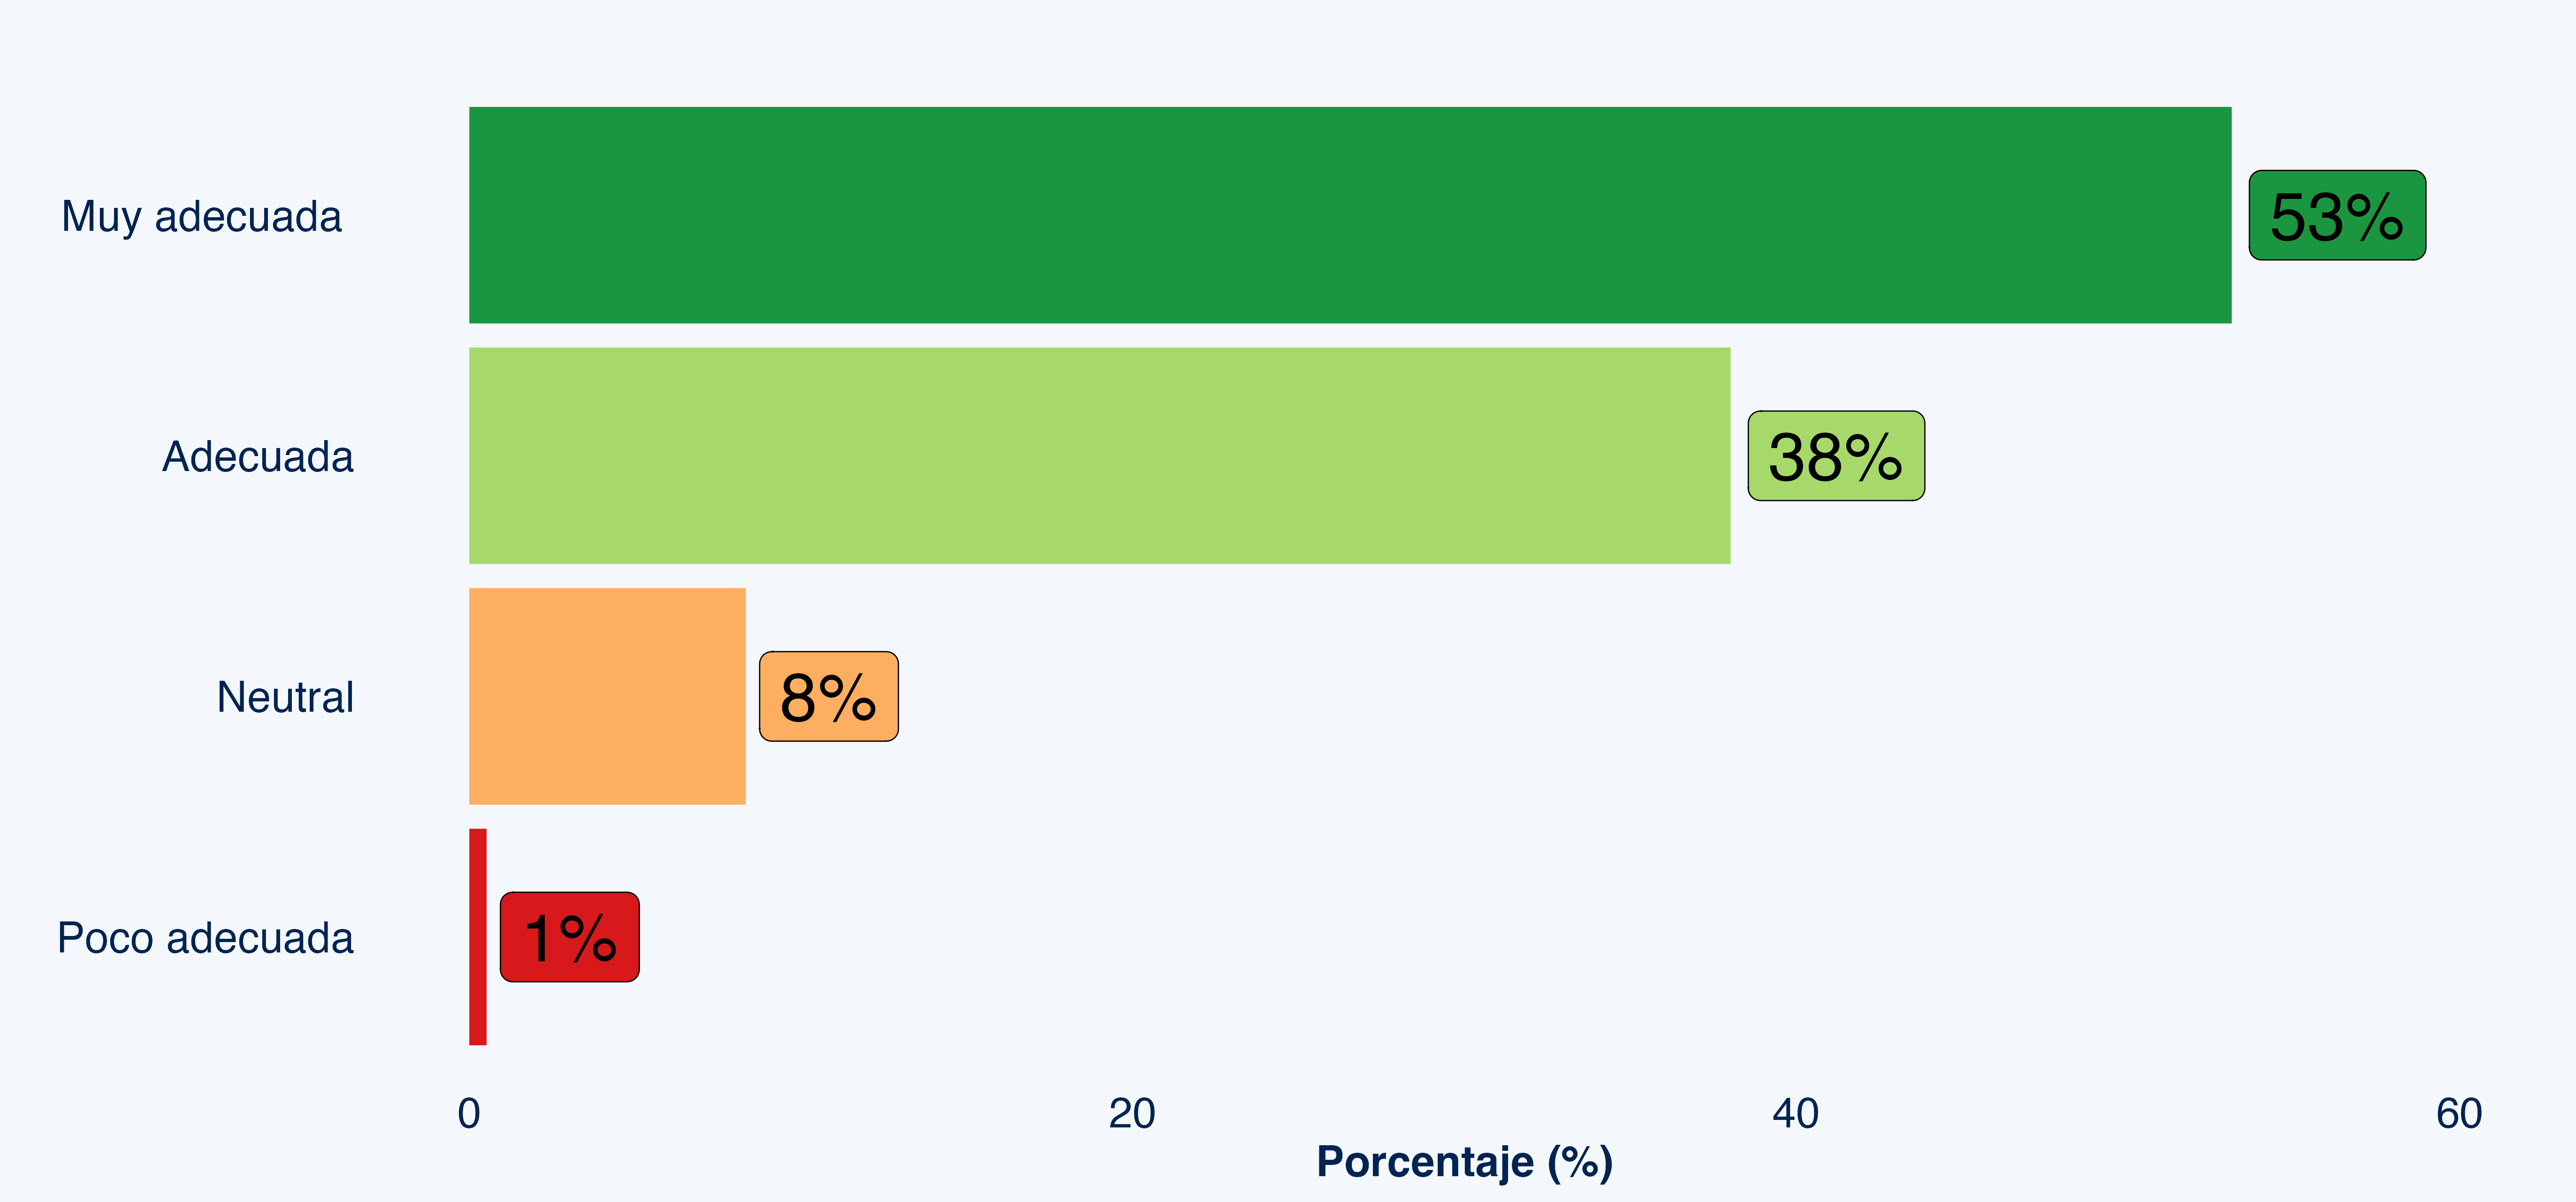 Muy adecuada
53%
Adecuada
38%
Neutral
8%
Poco adecuada
1%
0 20 40 60
Porcentaje (%)